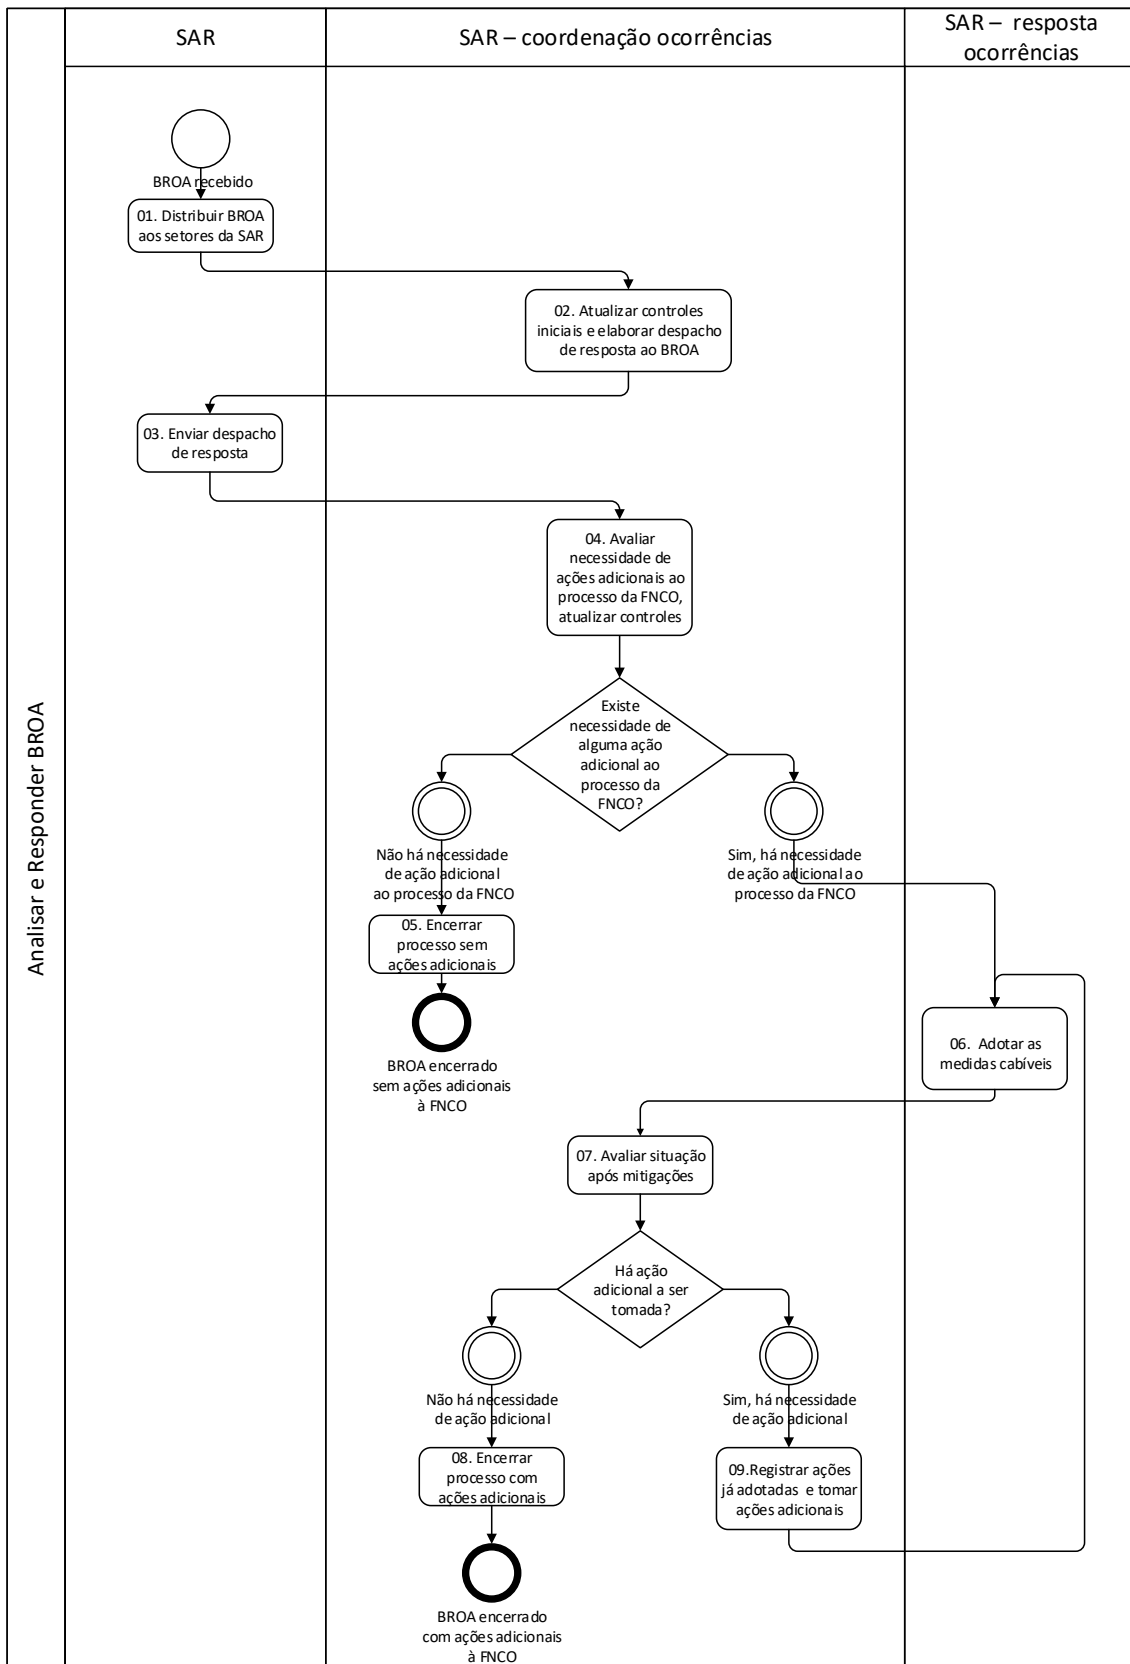 SAR
SAR – coordenação ocorrências
SAR – resposta
ocorrências
Analisar e Responder BROA
BROA recebido
01. Distribuir BROA
aos setores da SAR
02. Atualizar controles
iniciais e elaborar despacho
de resposta ao BROA
03. Enviar despacho
de resposta
04. Avaliar
necessidade de
ações adicionais ao
processo da FNCO,
atualizar controles
Existe
necessidade de
alguma ação
adicional ao
processo da
FNCO?
Não há necessidade
de ação adicional
ao processo da FNCO
Sim, há necessidade
de ação adicional ao
processo da FNCO
05. Encerrar
processo sem
ações adicionais
BROA encerrado
sem ações adicionais
à FNCO
06. Adotar as
medidas cabíveis
07. Avaliar situação
após mitigações
Há ação
adicional a ser
tomada?
Não há necessidade
de ação adicional
Sim, há necessidade
de ação adicional
08. Encerrar
processo com
ações adicionais
09.Registrar ações
já adotadas e tomar
ações adicionais
BROA encerrado
com ações adicionais
à FNCO